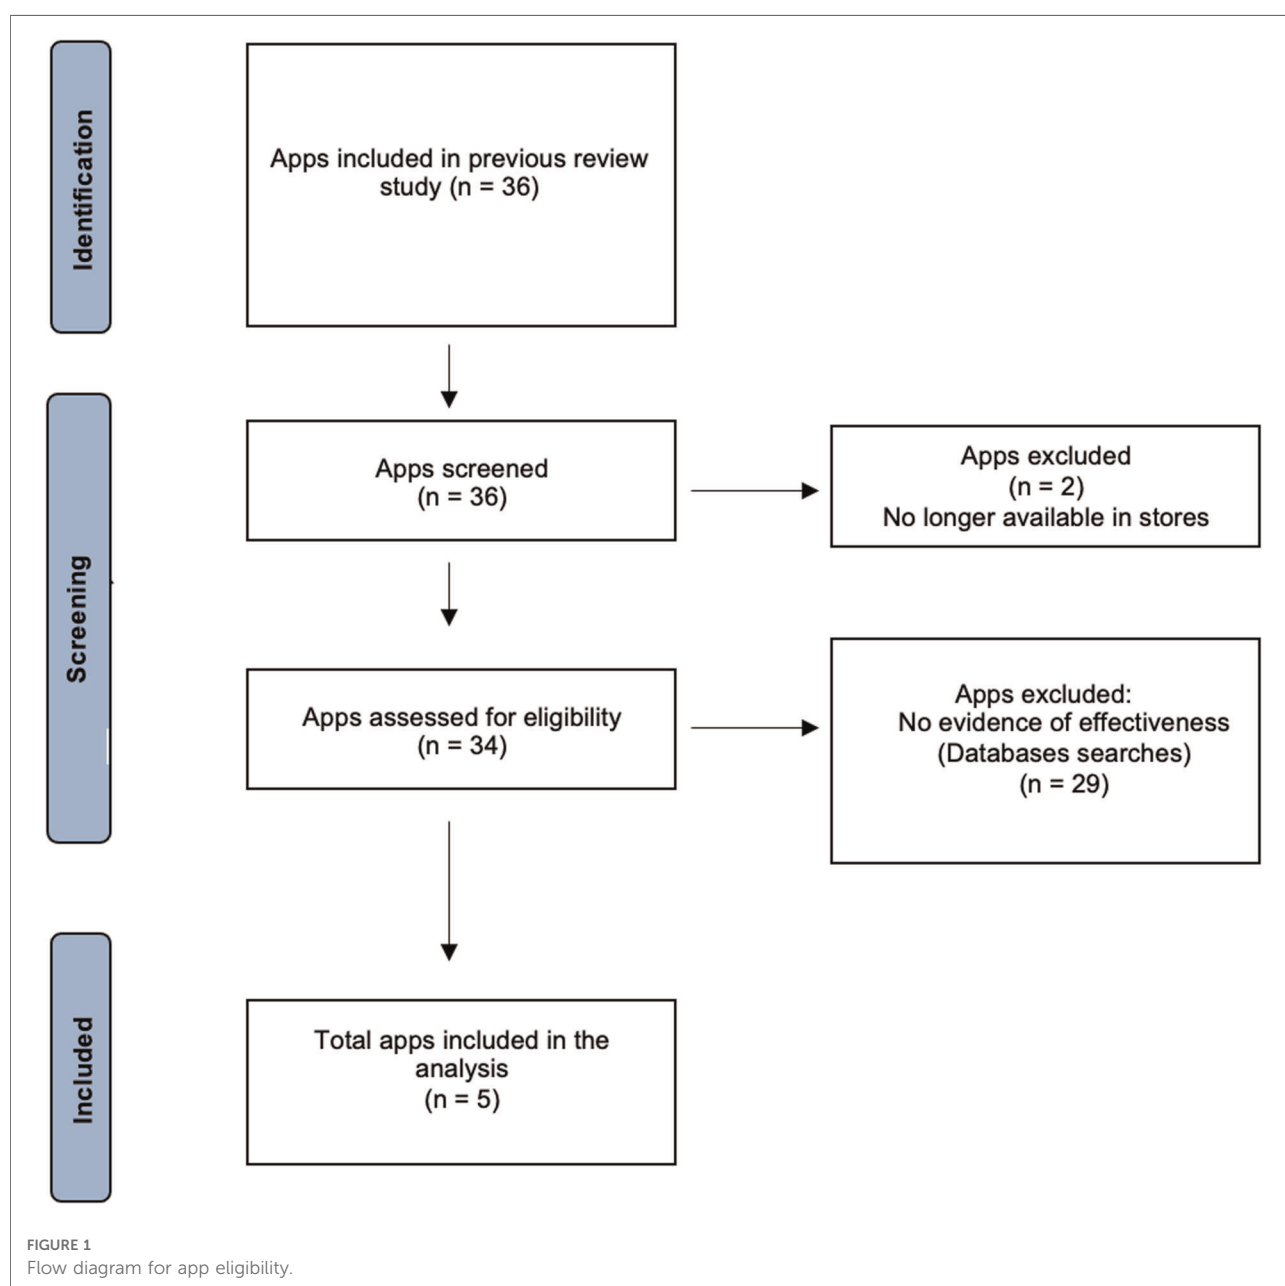 Identification
Apps included in previous review
study (n = 36)
Screening
Apps screened
(n = 36)
Apps excluded
(n = 2)
No longer available in stores
Apps assessed for eligibility
(n = 34)
Apps excluded:
No evidence of effectiveness
(Databases searches)
(n = 29)
Included
Total apps included in the
analysis
(n = 5)
FIGURE 1
Flow diagram for app eligibility.